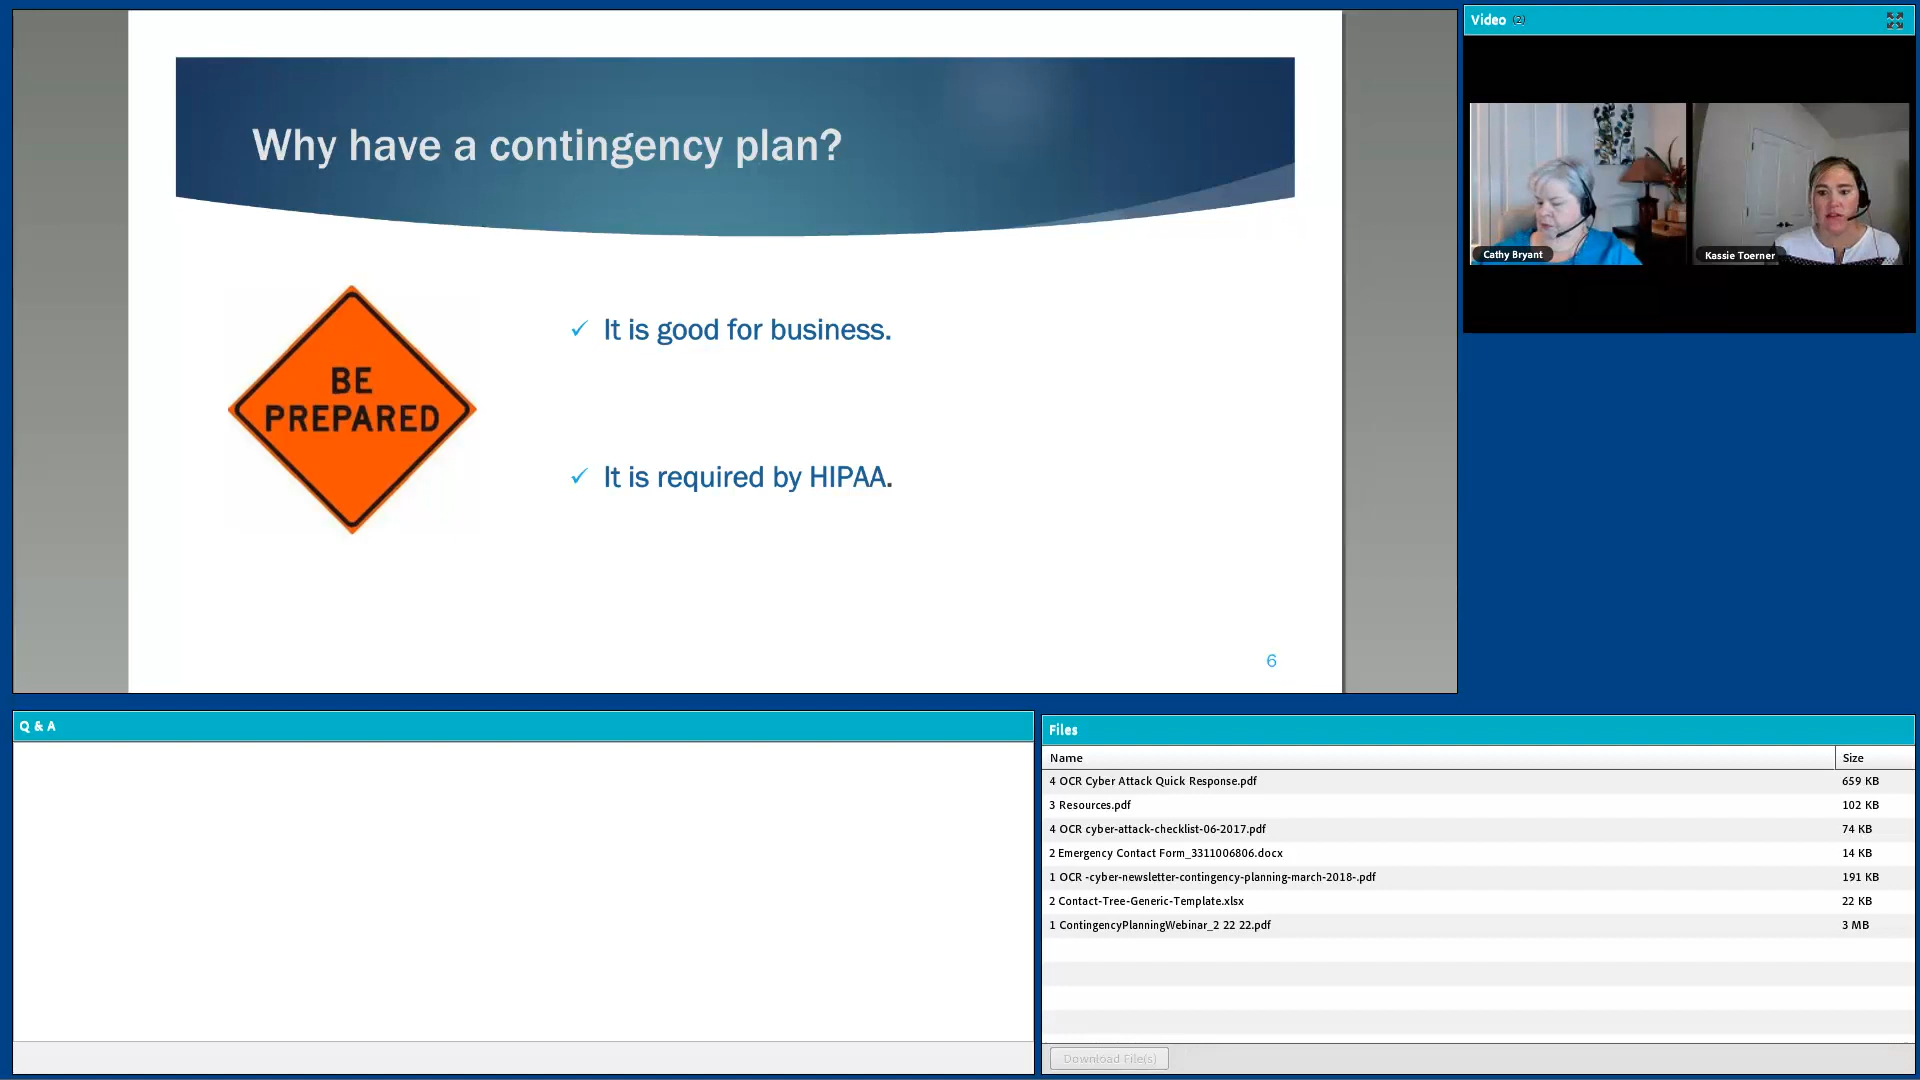 Why have a contingency plan?
BE
PREPARED
✓ It is good for business.
✓ It is required by HIPAA.
6
Video (2)
Cathy Bryant
Kassie Toerner
Q & A
Files
Name Size
4 OCR Cyber Attack Quick Response.pdf 659 KB
3 Resources.pdf 102 KB
4 OCR cyber-attack-checklist-06-2017.pdf 74 KB
2 Emergency Contact Form_3311006806.docx 14 KB
1 OCR -cyber-newsletter-contingency-planning-march-2018-.pdf 191 KB
2 Contact-Tree-Generic-Template.xlsx 22 KB
1 ContingencyPlanningWebinar_2 22 22.pdf 3 MB
Download File(s)